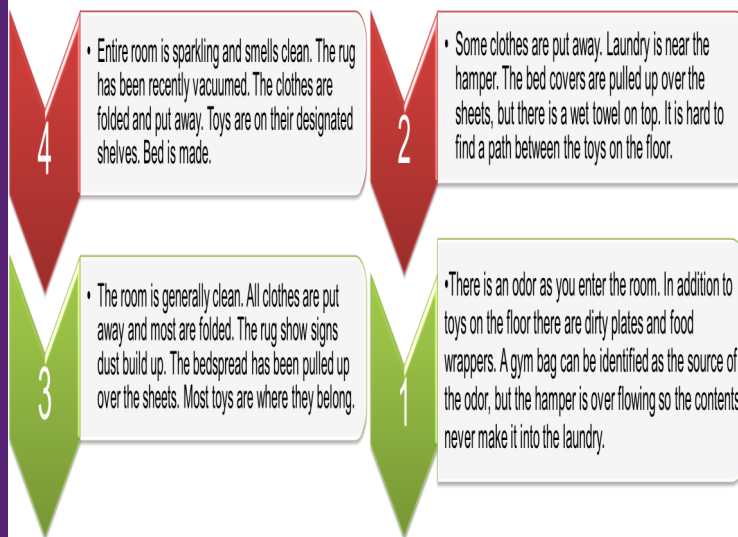 4
• Entire room is sparkling and smells clean. The rug
has been recently vacuumed. The clothes are
folded and put away. Toys are on their designated
shelves. Bed is made.
2
• Some clothes are put away. Laundry is near the
hamper. The bed covers are pulled up over the
sheets, but there is a wet towel on top. It is hard to
find a path between the toys on the floor.
3
• The room is generally clean. All clothes are put
away and most are folded. The rug show signs
dust build up. The bedspread has been pulled up
over the sheets. Most toys are where they belong.
1
•There is an odor as you enter the room. In addition to
toys on the floor there are dirty plates and food
wrappers. A gym bag can be identified as the source of
the odor, but the hamper is over flowing so the contents
never make it into the laundry.